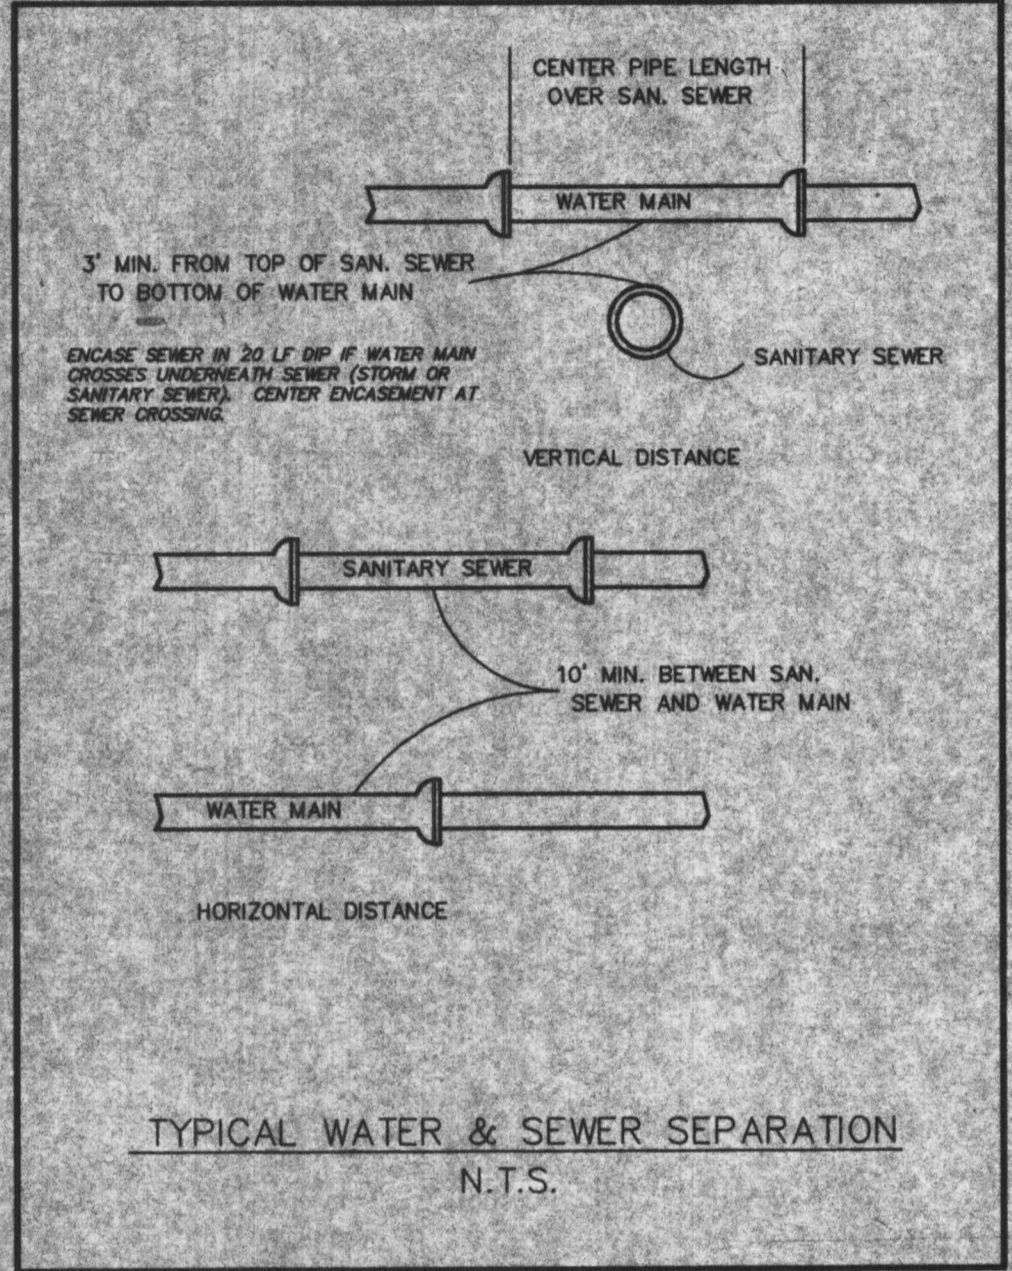 CENTER PIPE LENGTH
OVER SAN. SEWER
WATER MAIN
3' MIN. FROM TOP OF SAN. SEWER
TO BOTTOM OF WATER MAIN
ENCASE SEWER IN 20 LF DIP IF WATER MAIN
CROSSES UNDERNEATH SEWER (STORM OR
SANITARY SEWER). CENTER ENCASEMENT AT
SEWER CROSSING.
SANITARY SEWER
VERTICAL DISTANCE
SANITARY SEWER
10' MIN. BETWEEN SAN.
SEWER AND WATER MAIN
WATER MAIN
HORIZONTAL DISTANCE
TYPICAL WATER & SEWER SEPARATION
N.T.S.